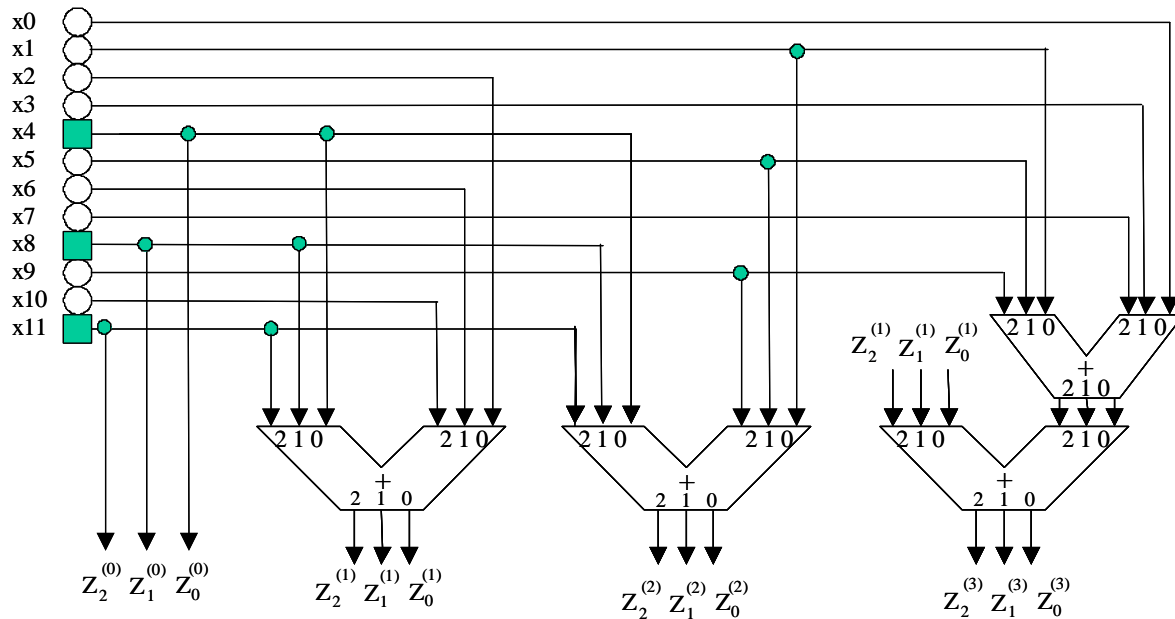 x0
x1
x2
x3
x4
x5
x6
x7
x8
x9
x10
x11
2 1 0 2 1 0
+
2 1 0
Z₂⁽¹⁾ Z₁⁽¹⁾ Z₀⁽¹⁾
2 1 0 2 1 0
+
2 1 0
2 1 0 2 1 0
+
2 1 0
2 1 0 2 1 0
+
2 1 0
Z₂⁽⁰⁾ Z₁⁽⁰⁾ Z₀⁽⁰⁾
Z₂⁽¹⁾ Z₁⁽¹⁾ Z₀⁽¹⁾
Z₂⁽²⁾ Z₁⁽²⁾ Z₀⁽²⁾
Z₂⁽³⁾ Z₁⁽³⁾ Z₀⁽³⁾